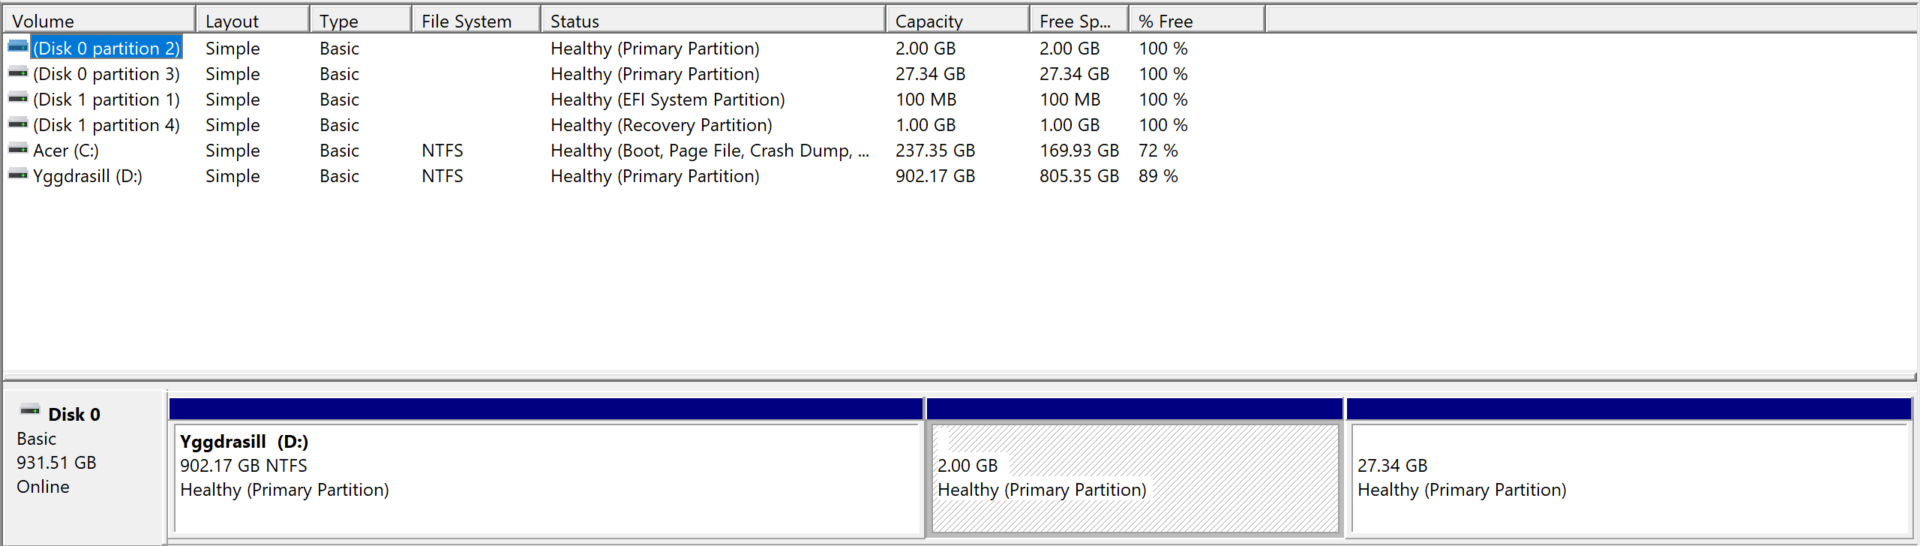 Volume Layout Type File System Status Capacity Free Sp... % Free
(Disk 0 partition 2) Simple Basic Healthy (Primary Partition) 2.00 GB 2.00 GB 100 %
(Disk 0 partition 3) Simple Basic Healthy (Primary Partition) 27.34 GB 27.34 GB 100 %
(Disk 1 partition 1) Simple Basic Healthy (EFI System Partition) 100 MB 100 MB 100 %
(Disk 1 partition 4) Simple Basic Healthy (Recovery Partition) 1.00 GB 1.00 GB 100 %
Acer (C:) Simple Basic NTFS Healthy (Boot, Page File, Crash Dump, ... 237.35 GB 169.93 GB 72 %
Yggdrasill (D:) Simple Basic NTFS Healthy (Primary Partition) 902.17 GB 805.35 GB 89 %
Disk 0
Basic
931.51 GB
Online
Yggdrasill (D:)
902.17 GB NTFS
Healthy (Primary Partition)
2.00 GB
Healthy (Primary Partition)
27.34 GB
Healthy (Primary Partition)